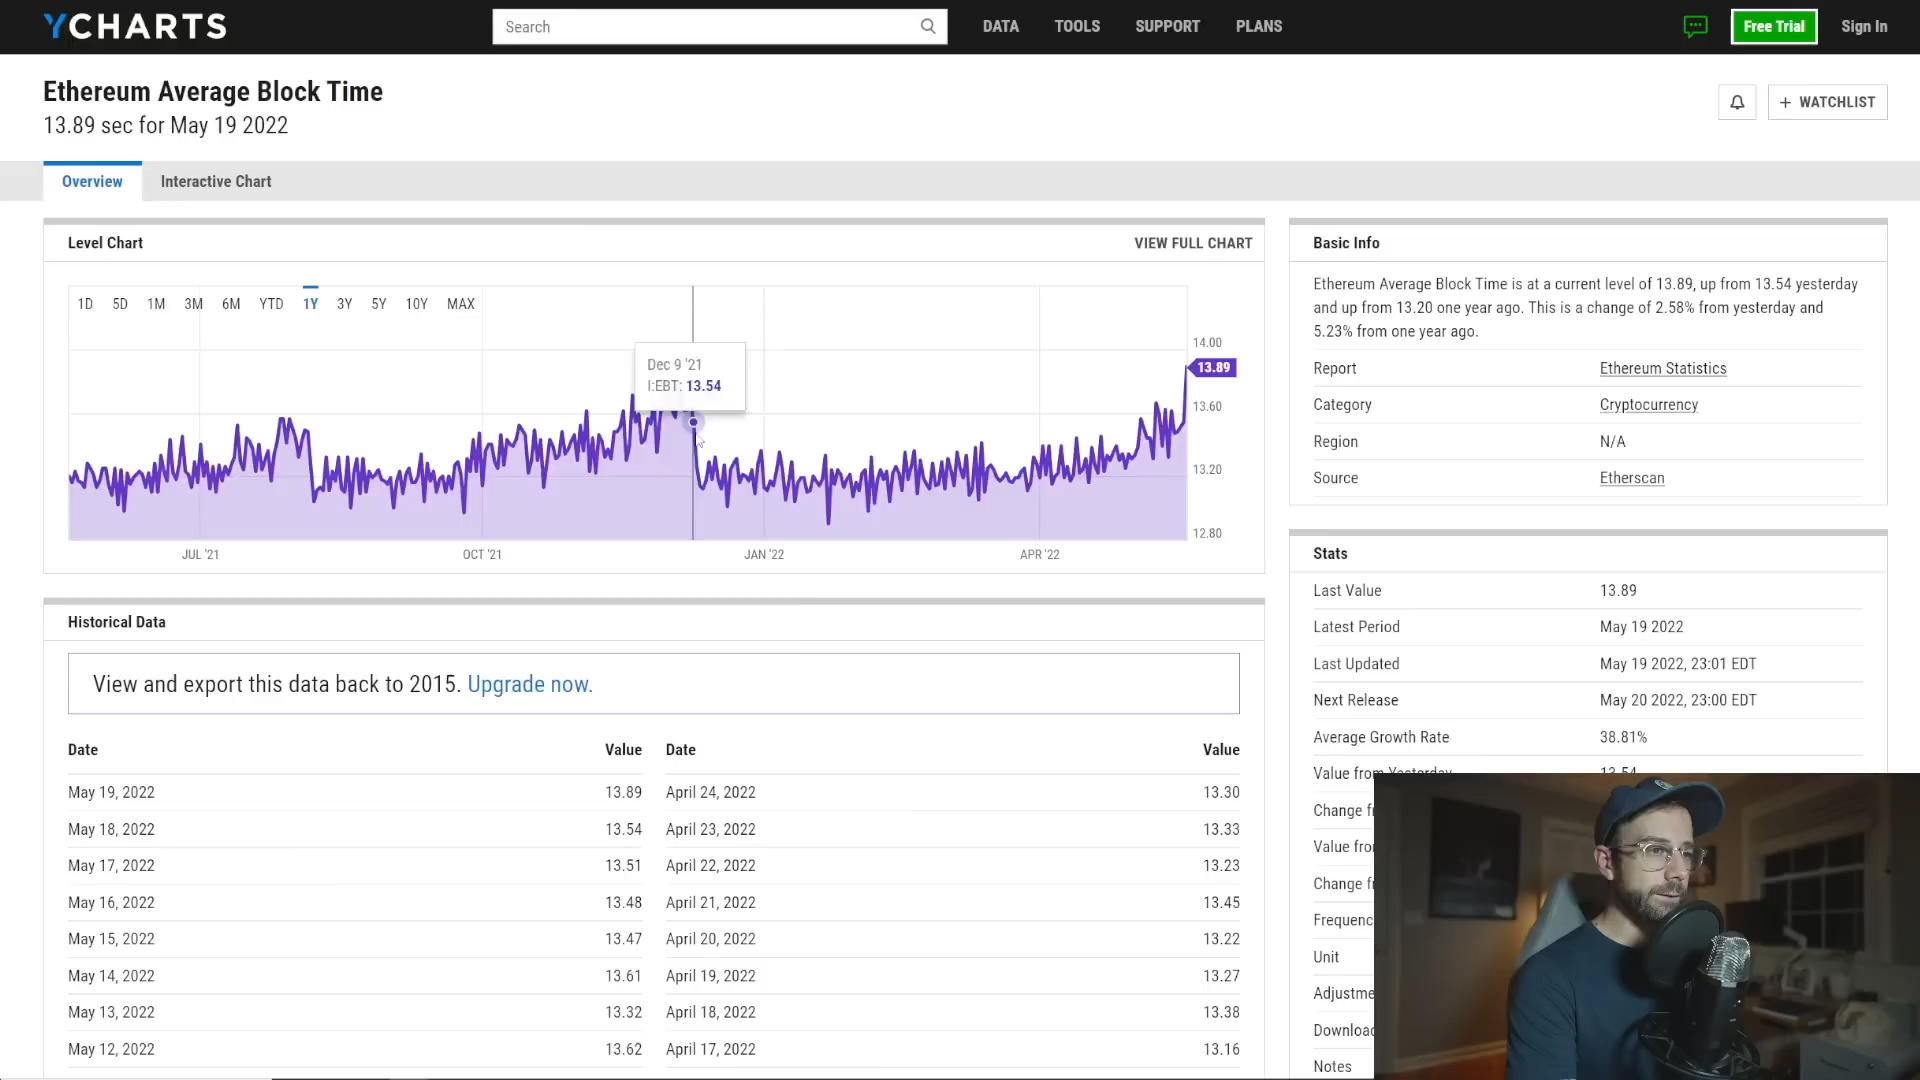 YCHARTS
Search
DATA
TOOLS
SUPPORT
PLANS
Free Trial
Sign In
Ethereum Average Block Time
13.89 sec for May 19 2022
+ WATCHLIST
Overview
Interactive Chart
Level Chart
VIEW FULL CHART
1D 5D 1M 3M 6M YTD 1Y 3Y 5Y 10Y MAX
Dec 9 '21
I:EBT: 13.54
14.00
13.89
13.60
13.20
12.80
JUL '21
OCT '21
JAN '22
APR '22
Basic Info
Ethereum Average Block Time is at a current level of 13.89, up from 13.54 yesterday
and up from 13.20 one year ago. This is a change of 2.58% from yesterday and
5.23% from one year ago.
Report Ethereum Statistics
Category Cryptocurrency
Region N/A
Source Etherscan
Historical Data
View and export this data back to 2015. Upgrade now.
Date Value Date Value
May 19, 2022 13.89 April 24, 2022 13.30
May 18, 2022 13.54 April 23, 2022 13.33
May 17, 2022 13.51 April 22, 2022 13.23
May 16, 2022 13.48 April 21, 2022 13.45
May 15, 2022 13.47 April 20, 2022 13.22
May 14, 2022 13.61 April 19, 2022 13.27
May 13, 2022 13.32 April 18, 2022 13.38
May 12, 2022 13.62 April 17, 2022 13.16
Stats
Last Value 13.89
Latest Period May 19 2022
Last Updated May 19 2022, 23:01 EDT
Next Release May 20 2022, 23:00 EDT
Average Growth Rate 38.81%
Value from Yesterday 13.54
Change
Value
Change
Unit
Notes